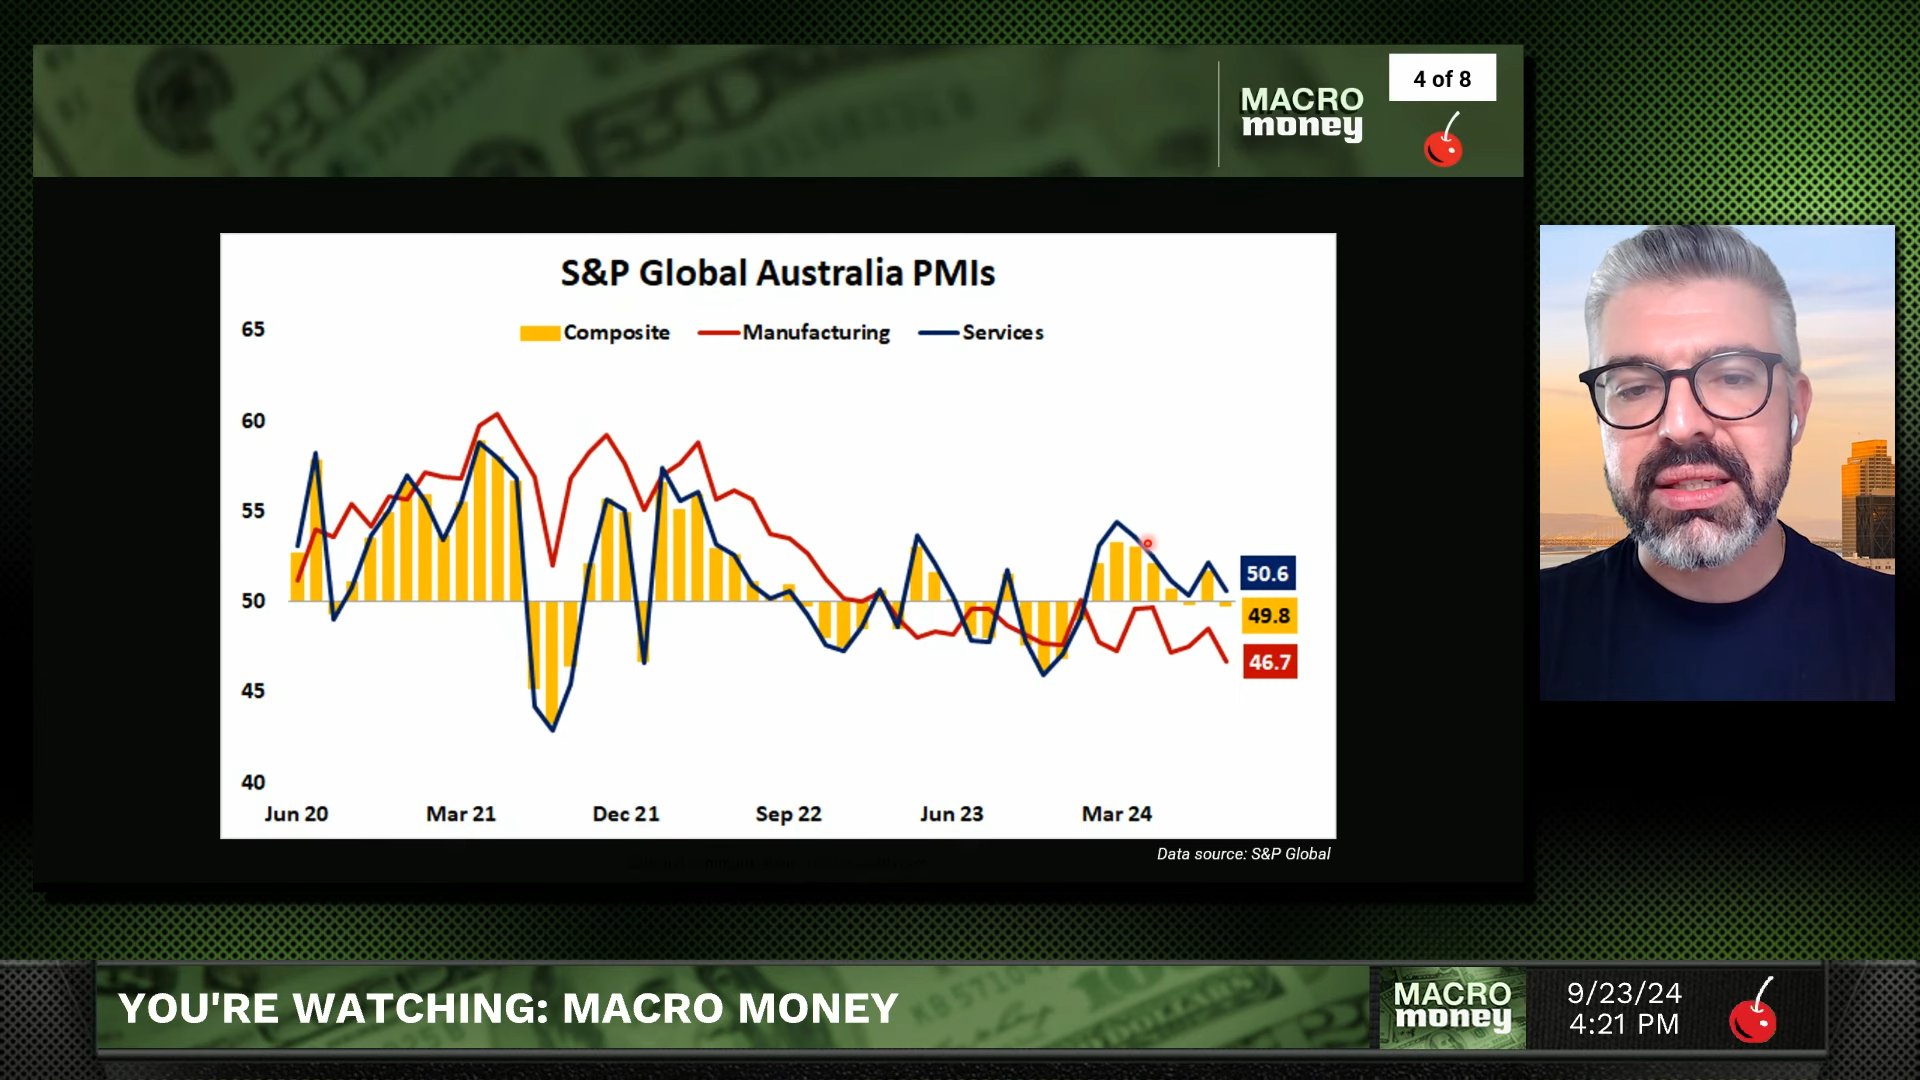 MACRO
money
4 of 8
S&P Global Australia PMIs
Composite Manufacturing Services
65
60
55
50
45
40
50.6
49.8
46.7
Jun 20 Mar 21 Dec 21 Sep 22 Jun 23 Mar 24
Data source: S&P Global
YOU'RE WATCHING: MACRO MONEY
MACRO
money
9/23/24
4:21 PM